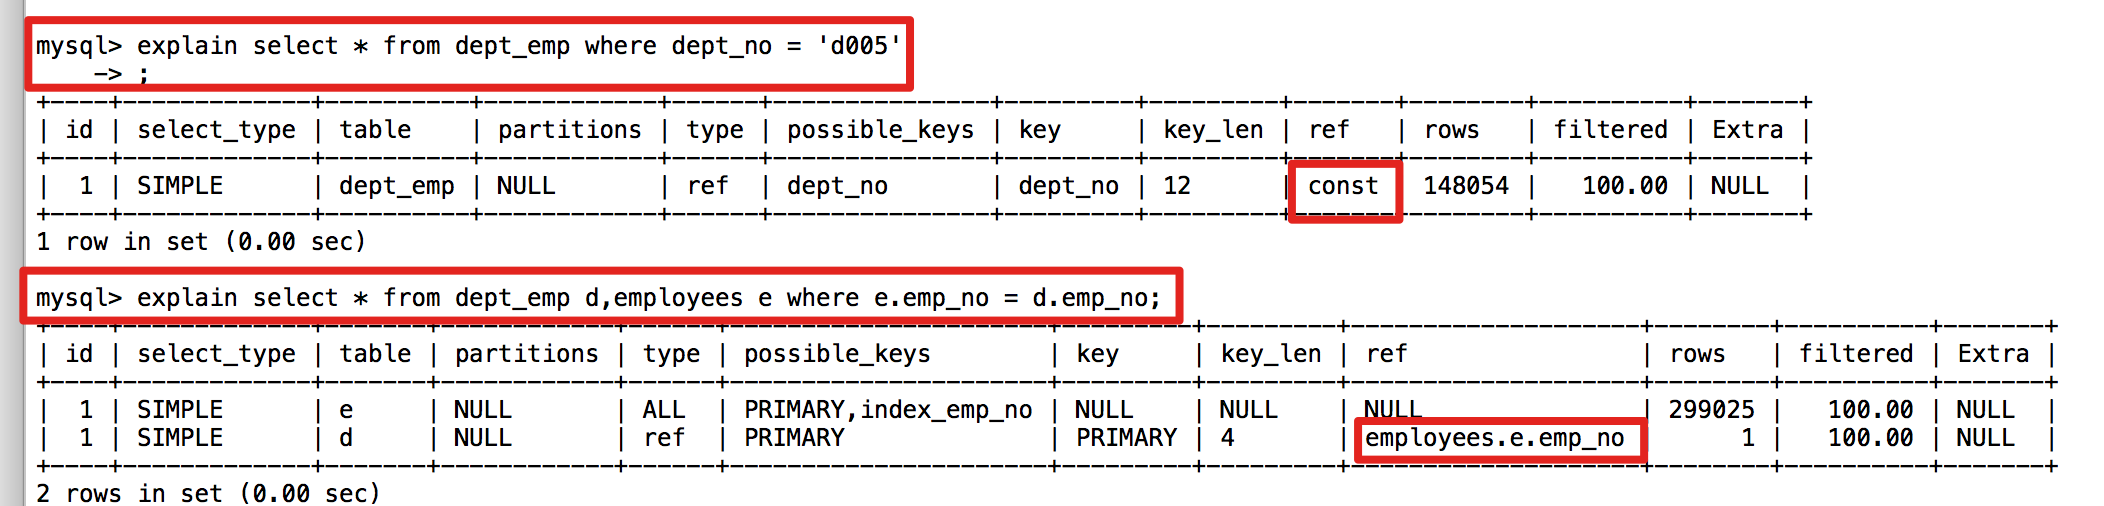 mysql> explain select * from dept_emp where dept_no = 'd005'
    -> ;
+----+-------------+----------+------------+------+---------------+---------+---------+-------+--------+----------+-------+
| id | select_type | table    | partitions | type | possible_keys | key     | key_len | ref   | rows   | filtered | Extra |
+----+-------------+----------+------------+------+---------------+---------+---------+-------+--------+----------+-------+
|  1 | SIMPLE      | dept_emp | NULL       | ref  | dept_no       | dept_no | 12      | const | 148054 |   100.00 | NULL  |
+----+-------------+----------+------------+------+---------------+---------+---------+-------+--------+----------+-------+
1 row in set (0.00 sec)
mysql> explain select * from dept_emp d,employees e where e.emp_no = d.emp_no;
+----+-------------+-------+------------+------+----------------------+---------+---------+--------------------+--------+----------+-------+
| id | select_type | table | partitions | type | possible_keys        | key     | key_len | ref                | rows   | filtered | Extra |
+----+-------------+-------+------------+------+----------------------+---------+---------+--------------------+--------+----------+-------+
|  1 | SIMPLE      | e     | NULL       | ALL  | PRIMARY,index_emp_no | NULL    | NULL    | NULL               | 299025 |   100.00 | NULL  |
|  1 | SIMPLE      | d     | NULL       | ref  | PRIMARY              | PRIMARY | 4       | employees.e.emp_no |      1 |   100.00 | NULL  |
+----+-------------+-------+------------+------+----------------------+---------+---------+--------------------+--------+----------+-------+
2 rows in set (0.00 sec)